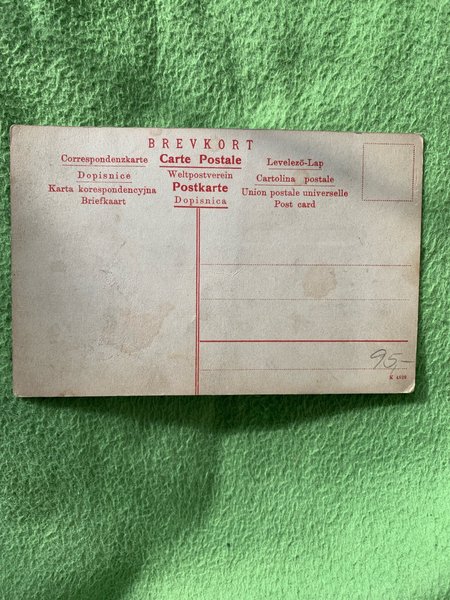 BREVKORT
Correspondenzkarte Carte Postale Levelező-Lap
Dopisnice Weltpostverein Cartolina postale
Karta korespondencyjna Postkarte Union postale universelle
Briefkaart Dopisnica Post card
95,-